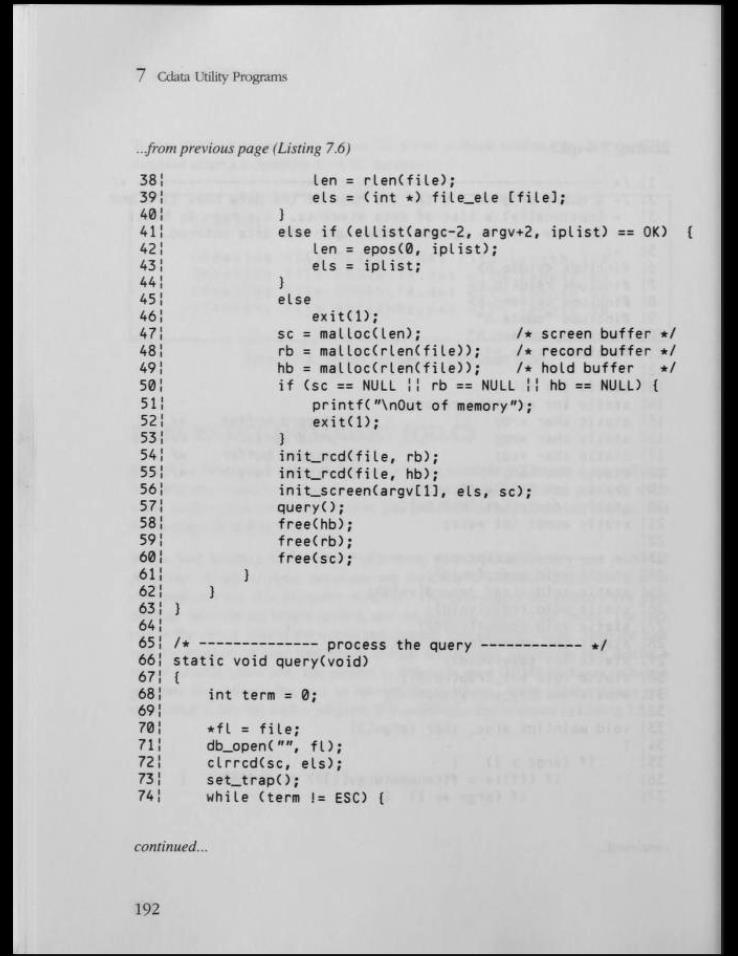 7 Cdata Utility Programs
...from previous page (Listing 7.6)
38¦ len = rlen(file);
39¦ els = (int *) file_ele [file];
40¦ }
41¦ else if (ellist(argc-2, argv+2, iplist) == OK) {
42¦ len = epos(0, iplist);
43¦ els = iplist;
44¦ }
45¦ else
46¦ exit(1);
47¦ sc = malloc(len); /* screen buffer */
48¦ rb = malloc(rlen(file)); /* record buffer */
49¦ hb = malloc(rlen(file)); /* hold buffer */
50¦ if (sc == NULL ¦¦ rb == NULL ¦¦ hb == NULL) {
51¦ printf("\nOut of memory");
52¦ exit(1);
53¦ }
54¦ init_rcd(file, rb);
55¦ init_rcd(file, hb);
56¦ init_screen(argv[1], els, sc);
57¦ query();
58¦ free(hb);
59¦ free(rb);
60¦ free(sc);
61¦ }
62¦ }
63¦ }
64¦
65¦ /* -------------- process the query ------------ */
66¦ static void query(void)
67¦ {
68¦ int term = 0;
69¦
70¦ *fl = file;
71¦ db_open("", fl);
72¦ clrrcd(sc, els);
73¦ set_trap();
74¦ while (term != ESC) {
continued...
192